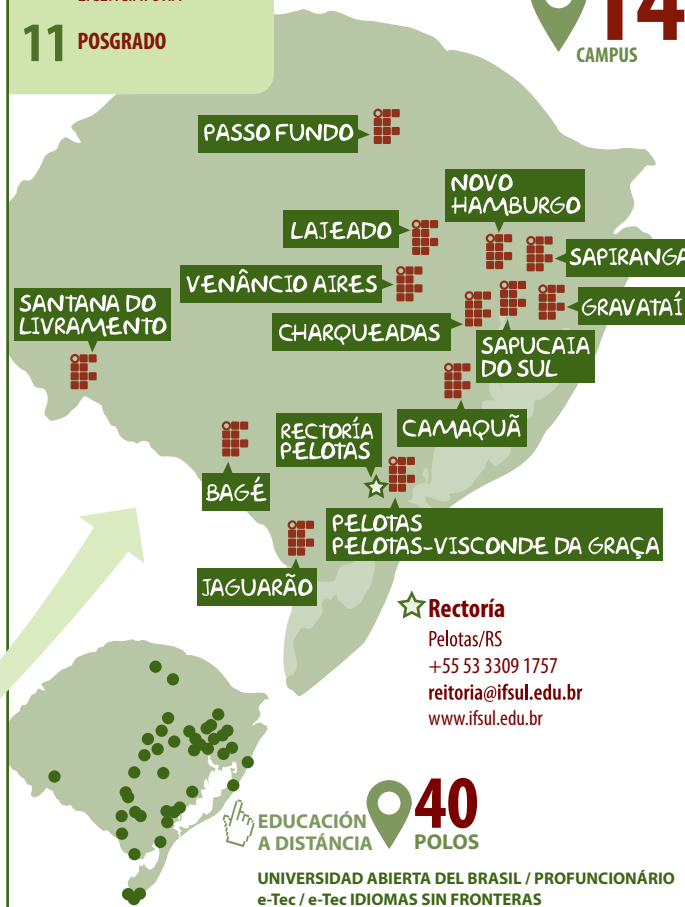 11 POSGRADO
14
CAMPUS
PASSO FUNDO
NOVO
HAMBURGO
LAJEADO
SAPIRANGA
VENÂNCIO AIRES
SANTANA DO
LIVRAMENTO
GRAVATAÍ
CHARQUEADAS
SAPUCAIA
DO SUL
CAMAQUÃ
RECTORÍA
PELOTAS
BAGÉ
PELOTAS
PELOTAS-VISCONDE DA GRAÇA
JAGUARÃO
Rectoría
Pelotas/RS
+55 53 3309 1757
reitoria@ifsul.edu.br
www.ifsul.edu.br
EDUCACIÓN
A DISTÁNCIA
40
POLOS
UNIVERSIDAD ABIERTA DEL BRASIL / PROFUNCIONÁRIO
e-Tec / e-Tec IDIOMAS SIN FRONTERAS